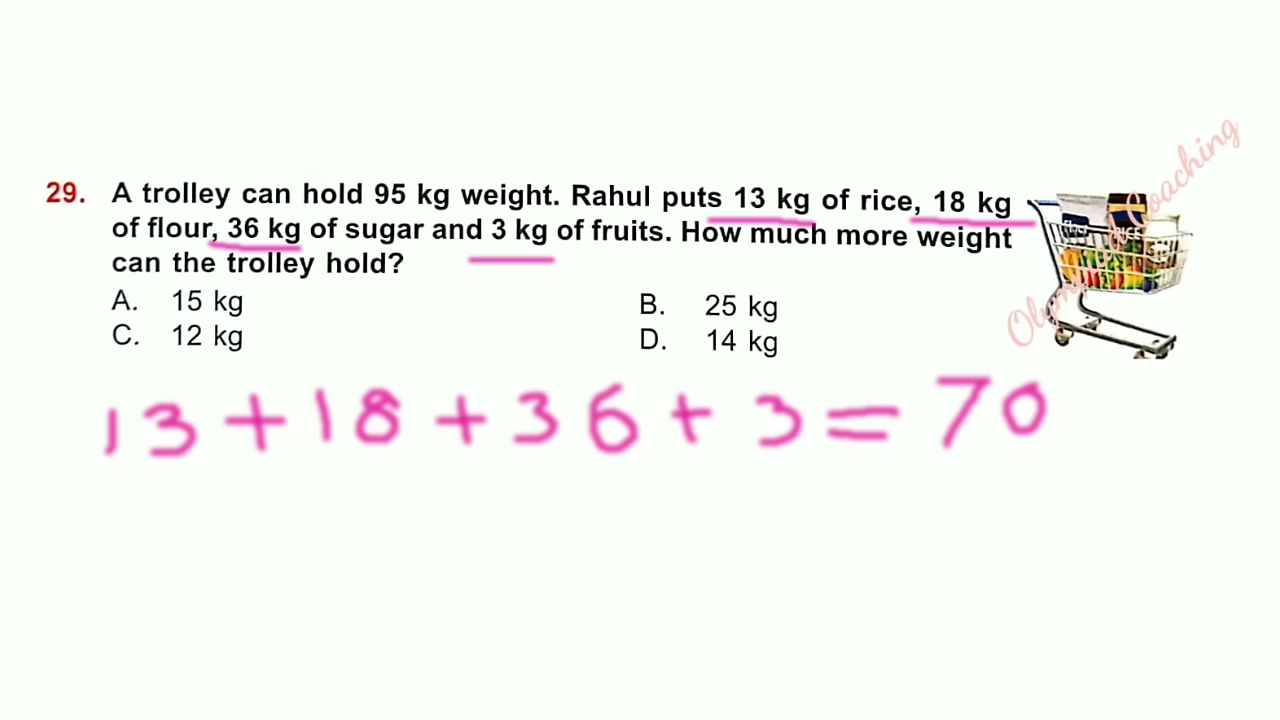 29. A trolley can hold 95 kg weight. Rahul puts 13 kg of rice, 18 kg
of flour, 36 kg of sugar and 3 kg of fruits. How much more weight
can the trolley hold?
A. 15 kg B. 25 kg
C. 12 kg D. 14 kg
13 + 18 + 36 + 3 = 70
RICE
Coaching